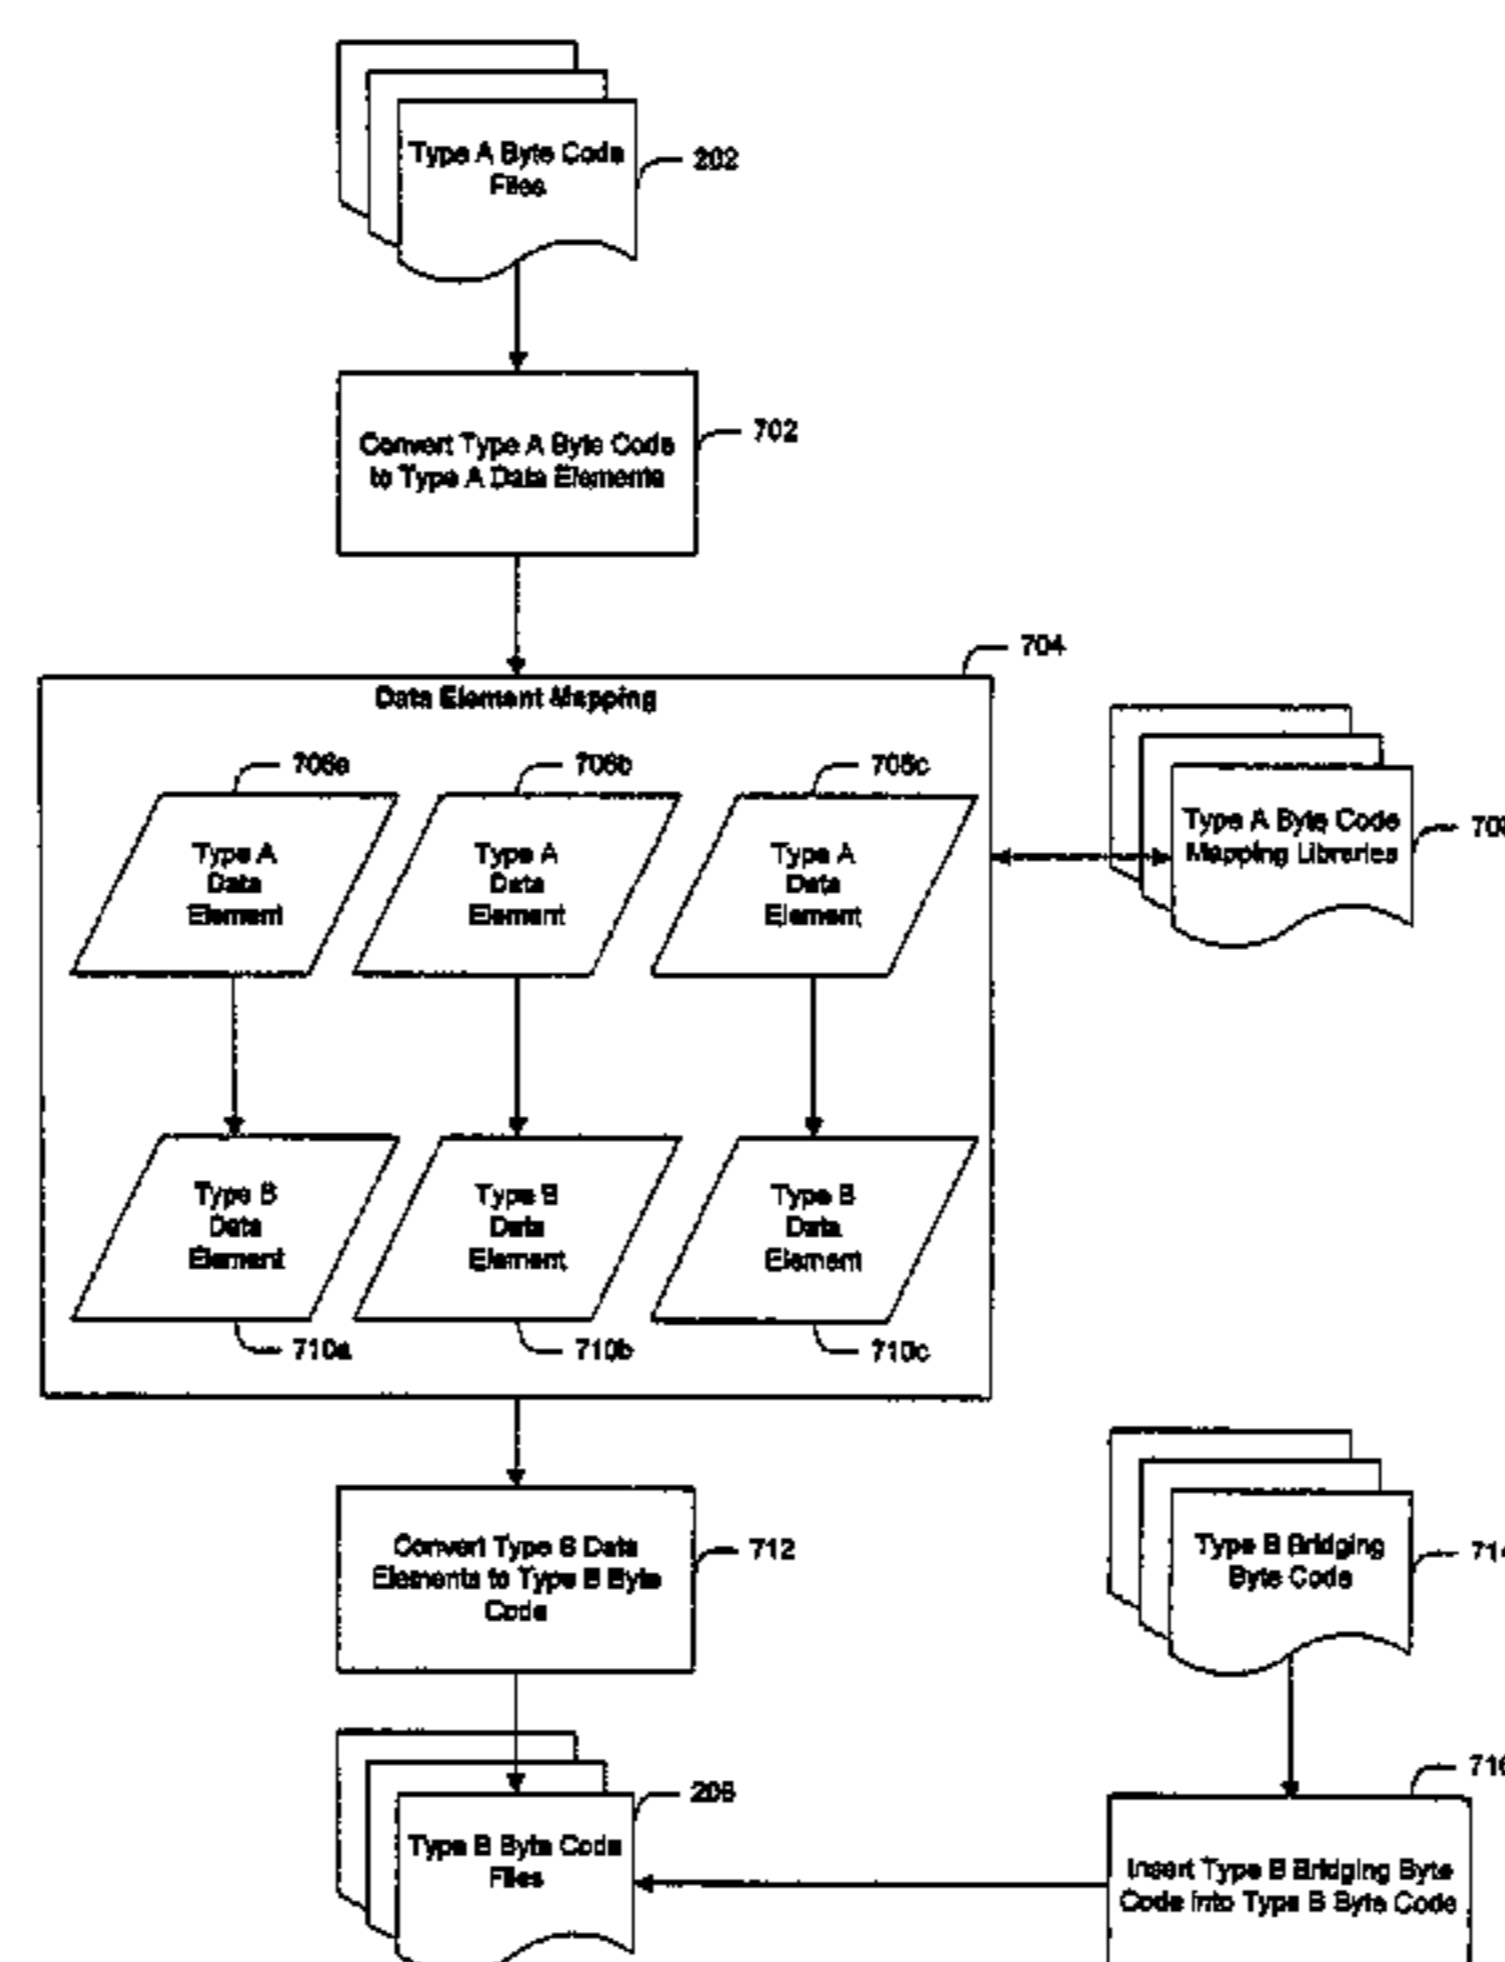 Type A Byte Code
Files
202
Convert Type A Byte Code
to Type A Data Elements
702
704
Data Element Mapping
706a
706b
706c
Type A
Data
Element
Type A
Data
Element
Type A
Data
Element
Type A Byte Code
Mapping Libraries
Type B
Data
Element
Type B
Data
Element
Type B
Data
Element
710a
710b
710c
Convert Type B Data
Elements to Type B Byte
Code
712
Type B Bridging
Byte Code
714
716
Type B Byte Code
Files
Insert Type B Bridging Byte
Code into Type B Byte Code